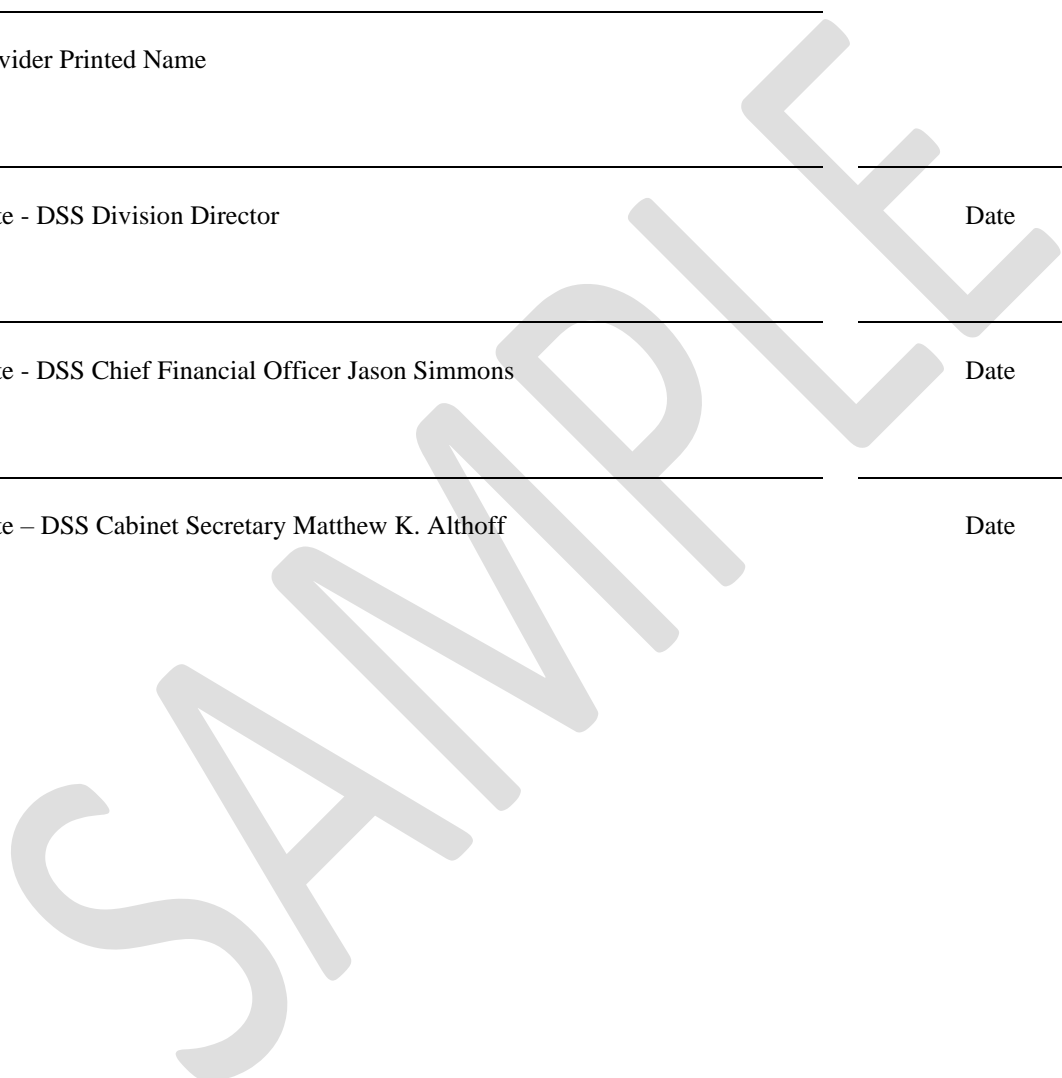 vider Printed Name
te - DSS Division Director Date
te - DSS Chief Financial Officer Jason Simmons Date
te – DSS Cabinet Secretary Matthew K. Althoff Date
SAMPLE